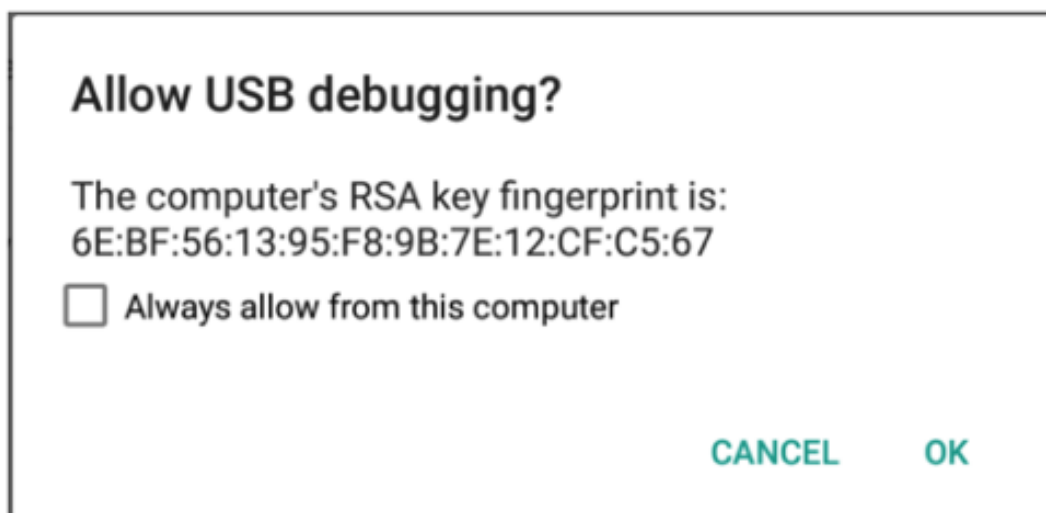 Allow USB debugging?
The computer's RSA key fingerprint is:
6E:BF:56:13:95:F8:9B:7E:12:CF:C5:67
Always allow from this computer
CANCEL OK